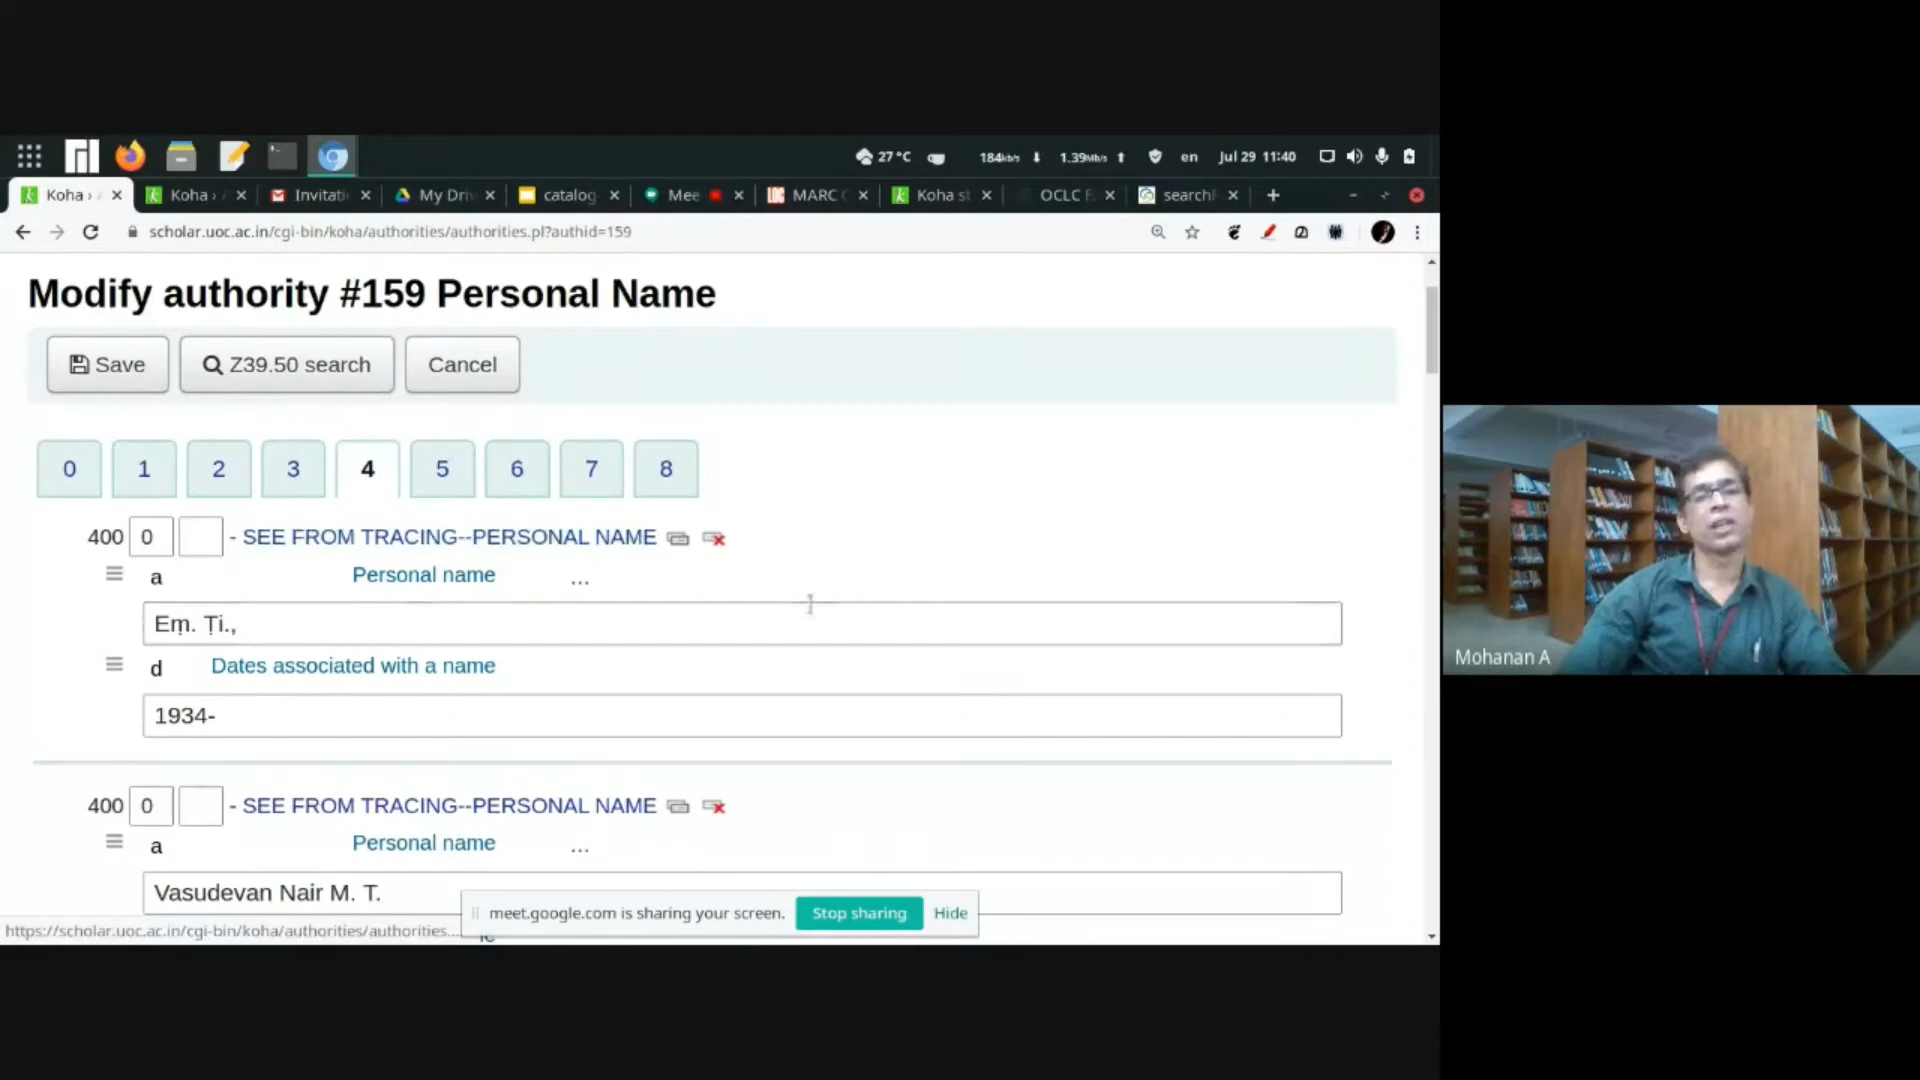 27 °C 184kb/s 1.39Mb/s en Jul 29 11:40
Koha › Koha › Invitati My Driv catalog Mee MARC Koha st OCLC F searchF
scholar.uoc.ac.in/cgi-bin/koha/authorities/authorities.pl?authid=159
Modify authority #159 Personal Name
Save Z39.50 search Cancel
0 1 2 3 4 5 6 7 8
400 0 - SEE FROM TRACING--PERSONAL NAME
a Personal name ...
Eṃ. Ṭi.,
d Dates associated with a name
1934-
400 0 - SEE FROM TRACING--PERSONAL NAME
a Personal name ...
Vasudevan Nair M. T.
meet.google.com is sharing your screen. Stop sharing Hide
https://scholar.uoc.ac.in/cgi-bin/koha/authorities/authorities...
Mohanan A